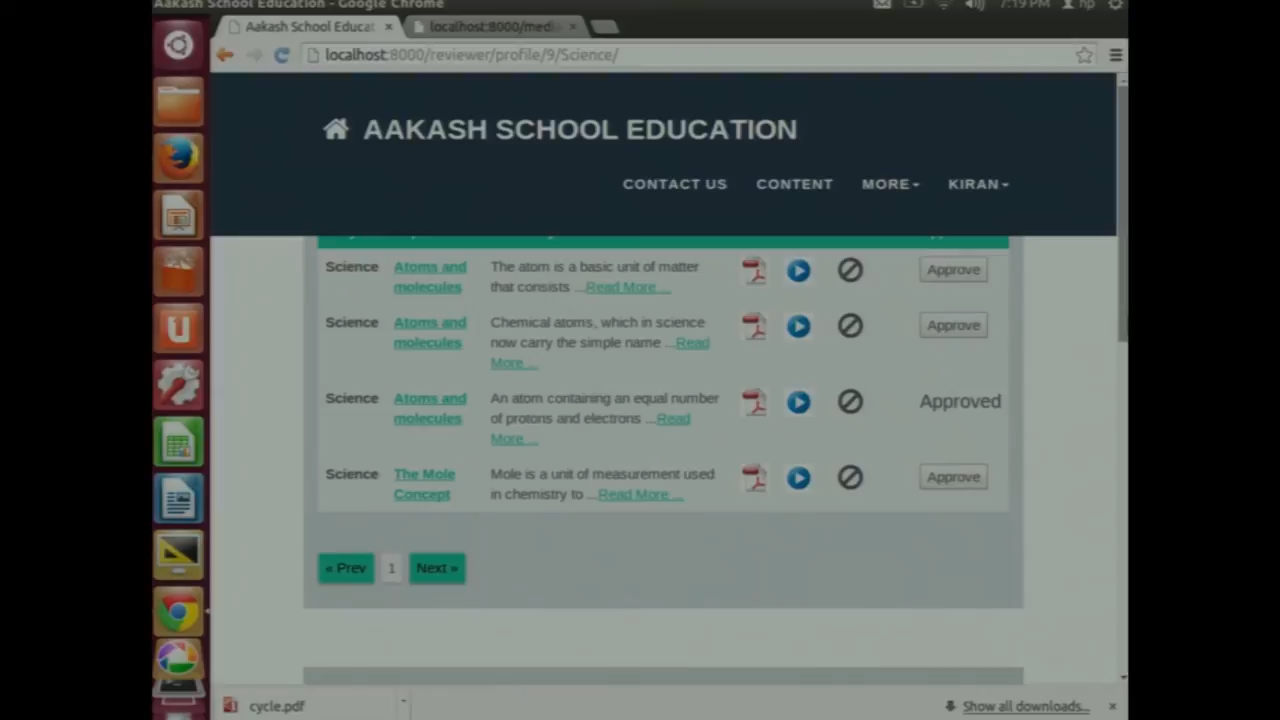 Aakash School Education - Google Chrome
7:19 PM np
Aakash School Educat ×
localhost:8000/medi ×
localhost:8000/reviewer/profile/9/Science/
AAKASH SCHOOL EDUCATION
CONTACT US CONTENT MORE KIRAN
Science Atoms and molecules The atom is a basic unit of matter that consists ...Read More ... Approve
Science Atoms and molecules Chemical atoms, which in science now carry the simple name ...Read More ... Approve
Science Atoms and molecules An atom containing an equal number of protons and electrons ...Read More ... Approved
Science The Mole Concept Mole is a unit of measurement used in chemistry to ...Read More ... Approve
« Prev 1 Next »
cycle.pdf
Show all downloads... ×